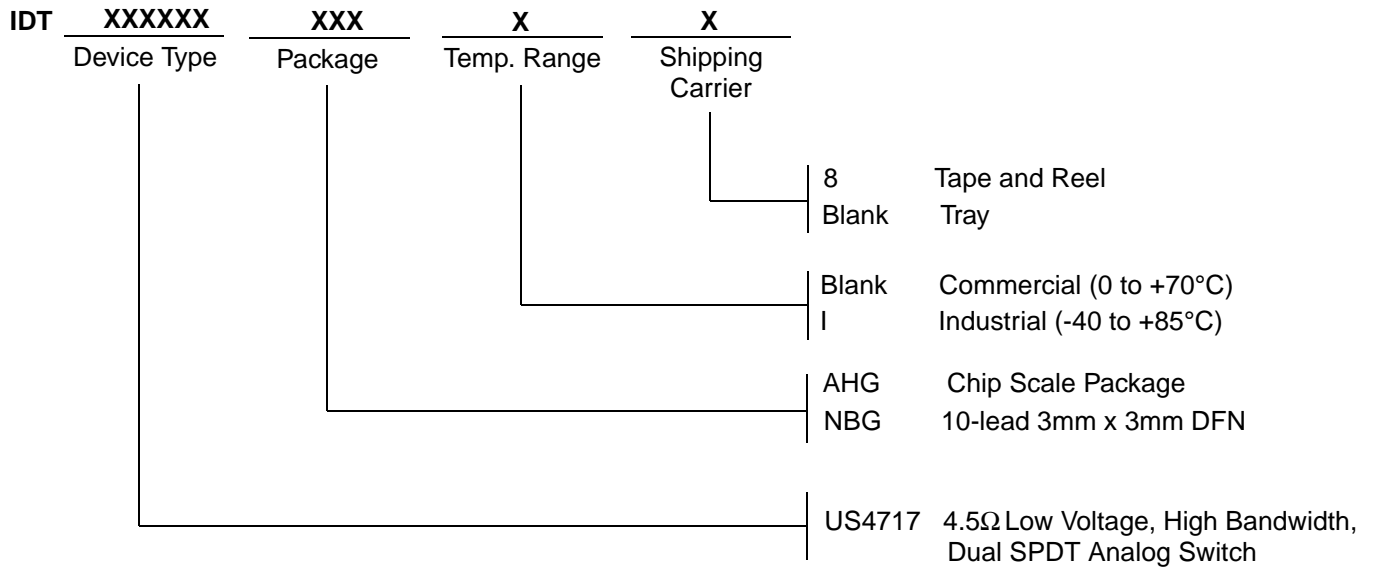 IDT XXXXXX XXX X X
Device Type Package Temp. Range Shipping
Carrier
8 Tape and Reel
Blank Tray
Blank Commercial (0 to +70°C)
I Industrial (-40 to +85°C)
AHG Chip Scale Package
NBG 10-lead 3mm x 3mm DFN
US4717 4.5Ω Low Voltage, High Bandwidth,
Dual SPDT Analog Switch